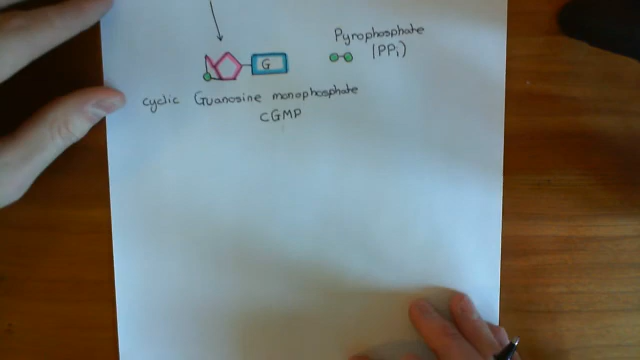 Pyrophosphate
(PPi)
G
cyclic Guanosine monophosphate
cGMP